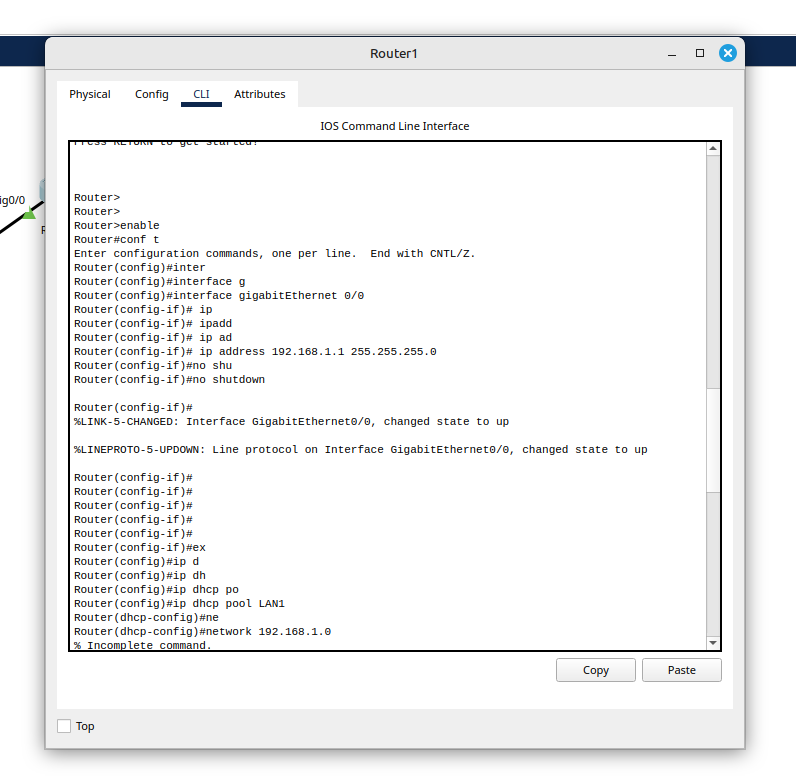 Router1
Physical Config CLI Attributes
IOS Command Line Interface
Press RETURN to get started!
ig0/0
Router>
Router>
Router>enable
Router#conf t
Enter configuration commands, one per line.  End with CNTL/Z.
Router(config)#inter
Router(config)#interface g
Router(config)#interface gigabitEthernet 0/0
Router(config-if)# ip
Router(config-if)# ipadd
Router(config-if)# ip ad
Router(config-if)# ip address 192.168.1.1 255.255.255.0
Router(config-if)#no shu
Router(config-if)#no shutdown
Router(config-if)#
%LINK-5-CHANGED: Interface GigabitEthernet0/0, changed state to up
%LINEPROTO-5-UPDOWN: Line protocol on Interface GigabitEthernet0/0, changed state to up
Router(config-if)#
Router(config-if)#
Router(config-if)#
Router(config-if)#
Router(config-if)#
Router(config-if)#ex
Router(config)#ip d
Router(config)#ip dh
Router(config)#ip dhcp po
Router(config)#ip dhcp pool LAN1
Router(dhcp-config)#ne
Router(dhcp-config)#network 192.168.1.0
% Incomplete command.
Copy Paste
Top